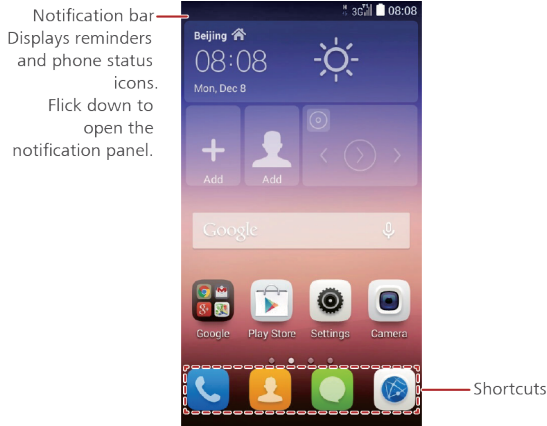 Notification bar
Displays reminders
and phone status
icons.
Flick down to
open the
notification panel.
3G 08:08
Beijing
08:08
Mon, Dec 8
Add Add
Google
Google Play Store Settings Camera
Shortcuts